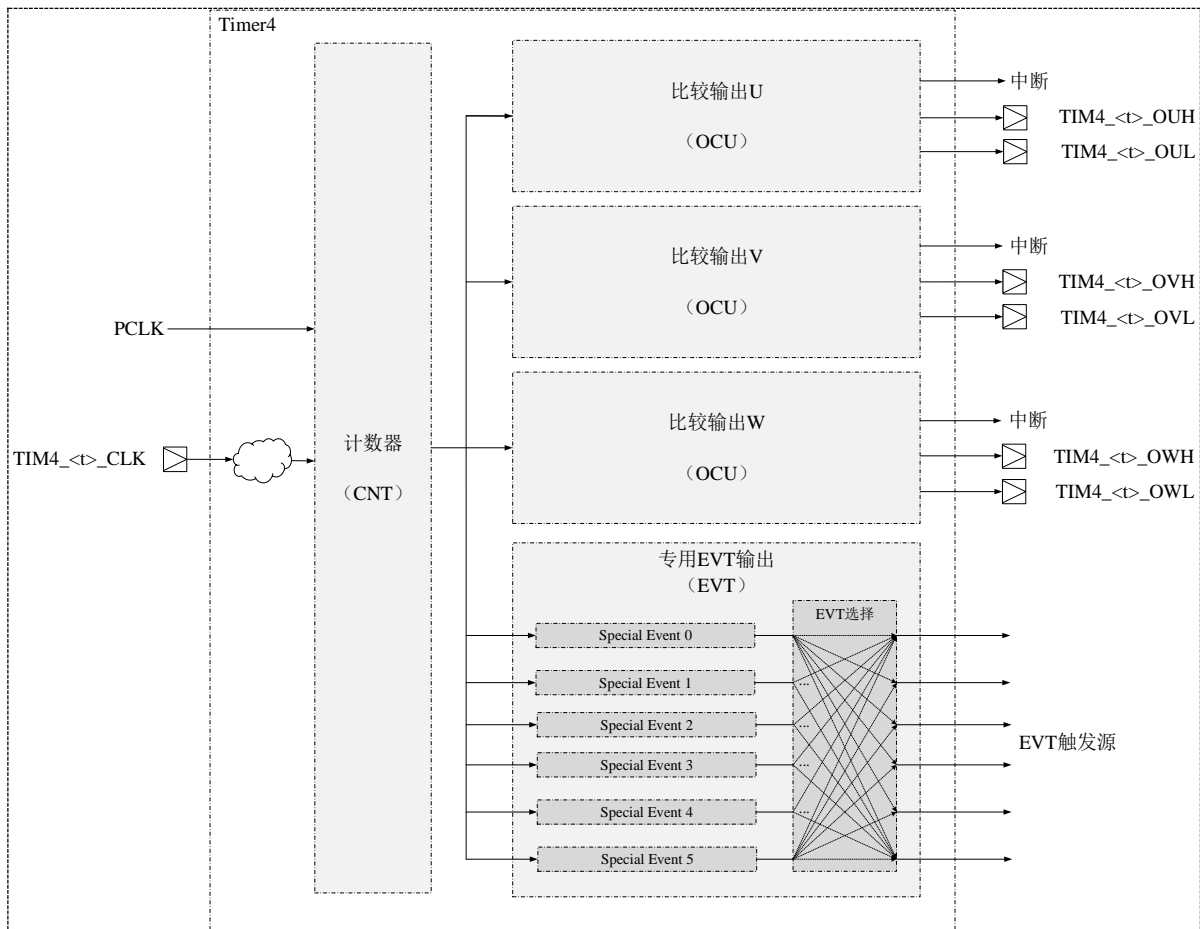 Timer4
PCLK
TIM4_<t>_CLK
计数器
（CNT）
比较输出U
（OCU）
中断
TIM4_<t>_OUH
TIM4_<t>_OUL
比较输出V
（OCU）
中断
TIM4_<t>_OVH
TIM4_<t>_OVL
比较输出W
（OCU）
中断
TIM4_<t>_OWH
TIM4_<t>_OWL
专用EVT输出
（EVT）
EVT选择
Special Event 0
Special Event 1
...
Special Event 2
...
Special Event 3
...
Special Event 4
...
Special Event 5
EVT触发源